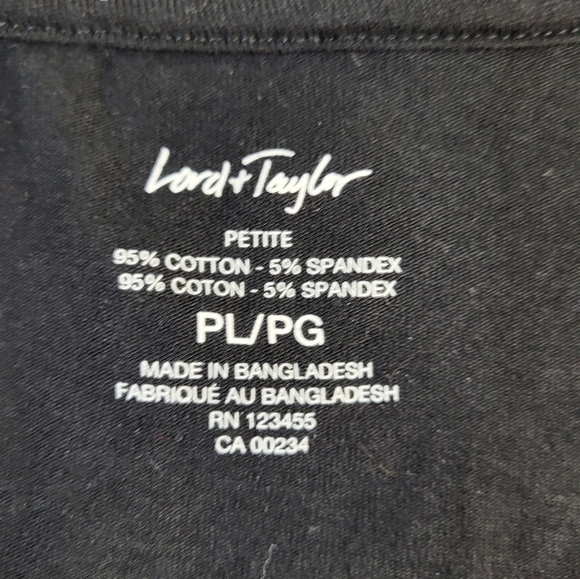 Lord+Taylor
PETITE
95% COTTON - 5% SPANDEX
95% COTON - 5% SPANDEX
PL/PG
MADE IN BANGLADESH
FABRIQUÉ AU BANGLADESH
RN 123455
CA 00234